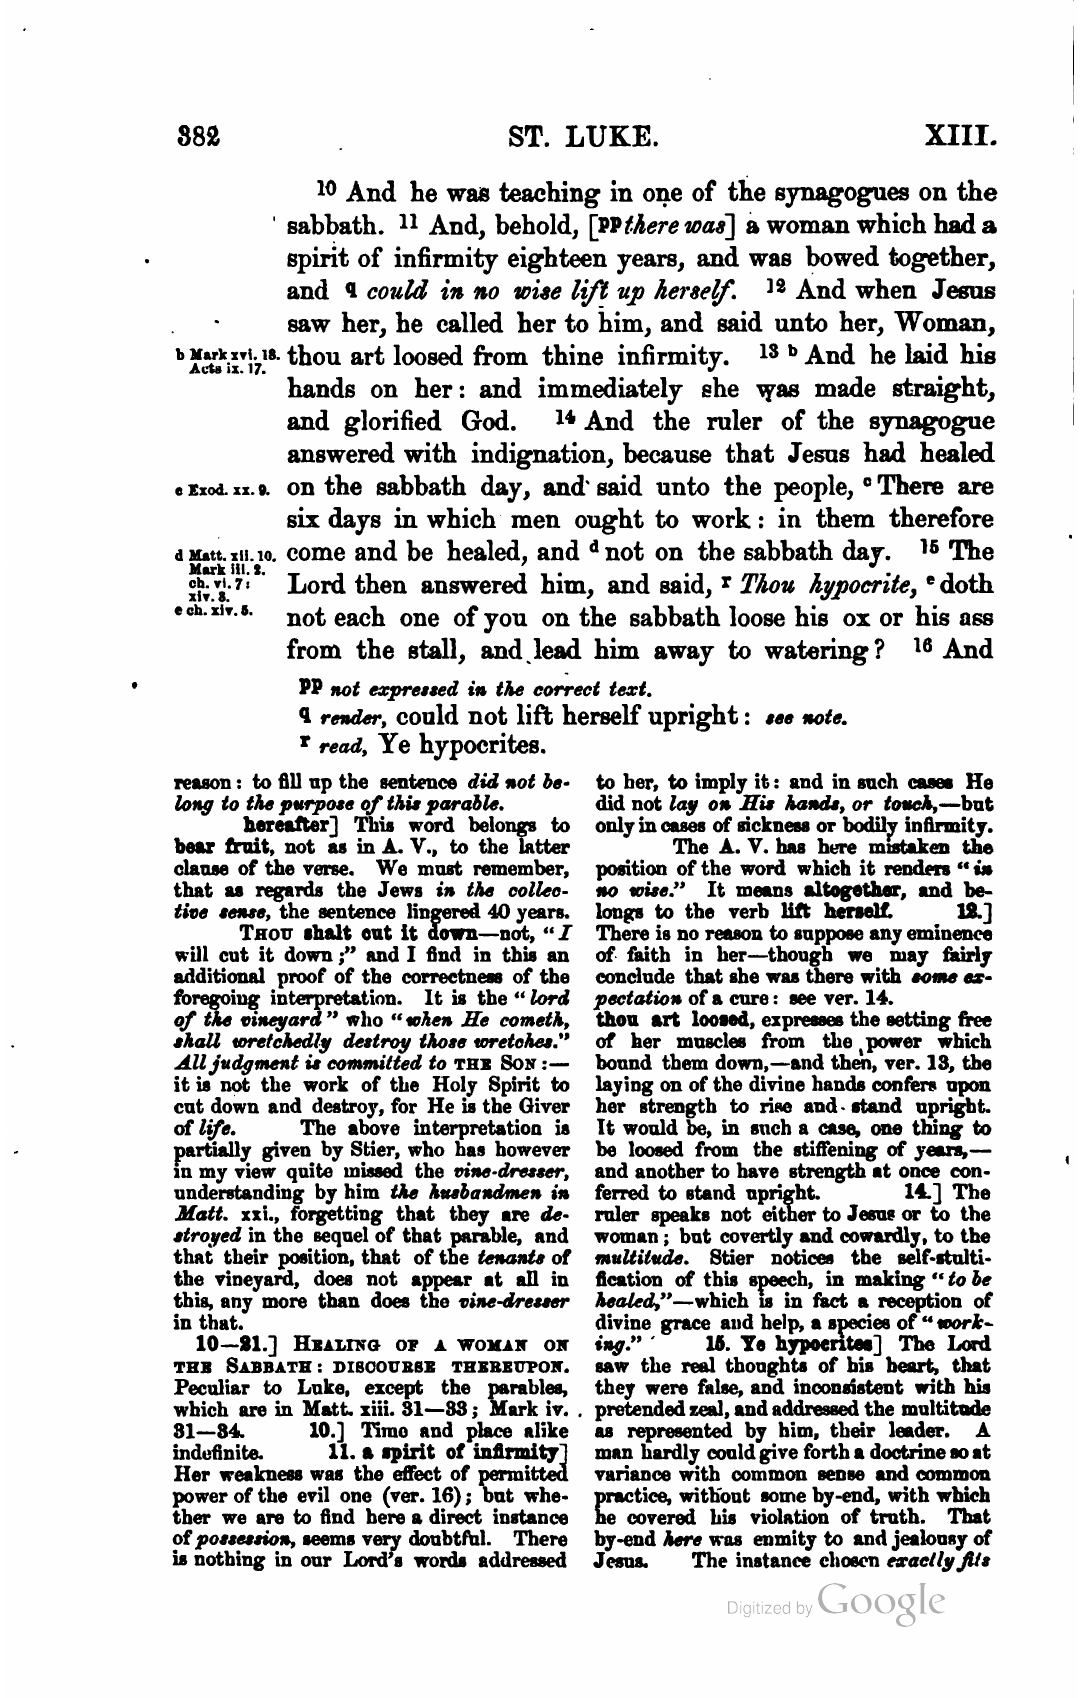 382 ST. LUKE. XIII.
10 And he was teaching in one of the synagogues on the
sabbath. 11 And, behold, [pp there was] a woman which had a
spirit of infirmity eighteen years, and was bowed together,
and q could in no wise lift up herself. 12 And when Jesus
saw her, he called her to him, and said unto her, Woman,
b Mark xvi. 18. thou art loosed from thine infirmity. 13 b And he laid his
Acts ix. 17.
hands on her: and immediately she was made straight,
and glorified God. 14 And the ruler of the synagogue
answered with indignation, because that Jesus had healed
c Exod. xx. 9. on the sabbath day, and said unto the people, c There are
six days in which men ought to work: in them therefore
d Matt. xii. 10. come and be healed, and d not on the sabbath day. 15 The
Mark iii. 2.
ch. vi. 7: Lord then answered him, and said, r Thou hypocrite, e doth
xiv. 3.
e ch. xiv. 5. not each one of you on the sabbath loose his ox or his ass
from the stall, and lead him away to watering? 16 And
pp not expressed in the correct text.
q render, could not lift herself upright: see note.
r read, Ye hypocrites.
reason: to fill up the sentence did not be-
long to the purpose of this parable.
hereafter] This word belongs to
bear fruit, not as in A. V., to the latter
clause of the verse. We must remember,
that as regards the Jews in the collec-
tive sense, the sentence lingered 40 years.
THOU shalt cut it down—not, "I
will cut it down;" and I find in this an
additional proof of the correctness of the
foregoing interpretation. It is the "lord
of the vineyard" who "when He cometh,
shall wretchedly destroy those wretches."
All judgment is committed to THE SON:—
it is not the work of the Holy Spirit to
cut down and destroy, for He is the Giver
of life. The above interpretation is
partially given by Stier, who has however
in my view quite missed the vine-dresser,
understanding by him the husbandmen in
Matt. xxi., forgetting that they are de-
stroyed in the sequel of that parable, and
that their position, that of the tenants of
the vineyard, does not appear at all in
this, any more than does the vine-dresser
in that.
10—21.] HEALING OF A WOMAN ON
THE SABBATH: DISCOURSE THEREUPON.
Peculiar to Luke, except the parables,
which are in Matt. xiii. 31—33; Mark iv.
31—34. 10.] Time and place alike
indefinite. 11. a spirit of infirmity]
Her weakness was the effect of permitted
power of the evil one (ver. 16); but whe-
ther we are to find here a direct instance
of possession, seems very doubtful. There
is nothing in our Lord's words addressed
to her, to imply it: and in such cases He
did not lay on His hands, or touch,—but
only in cases of sickness or bodily infirmity.
The A. V. has here mistaken the
position of the word which it renders "in
no wise." It means altogether, and be-
longs to the verb lift herself. 12.]
There is no reason to suppose any eminence
of faith in her—though we may fairly
conclude that she was there with some ex-
pectation of a cure: see ver. 14.
thou art loosed, expresses the setting free
of her muscles from the power which
bound them down,—and then, ver. 13, the
laying on of the divine hands confers upon
her strength to rise and stand upright.
It would be, in such a case, one thing to
be loosed from the stiffening of years,—
and another to have strength at once con-
ferred to stand upright. 14.] The
ruler speaks not either to Jesus or to the
woman; but covertly and cowardly, to the
multitude. Stier notices the self-stulti-
fication of this speech, in making "to be
healed,"—which is in fact a reception of
divine grace and help, a species of "work-
ing." 15. Ye hypocrites] The Lord
saw the real thoughts of his heart, that
they were false, and inconsistent with his
pretended zeal, and addressed the multitude
as represented by him, their leader. A
man hardly could give forth a doctrine so at
variance with common sense and common
practice, without some by-end, with which
he covered his violation of truth. That
by-end here was enmity to and jealousy of
Jesus. The instance chosen exactly fits
Digitized by Google